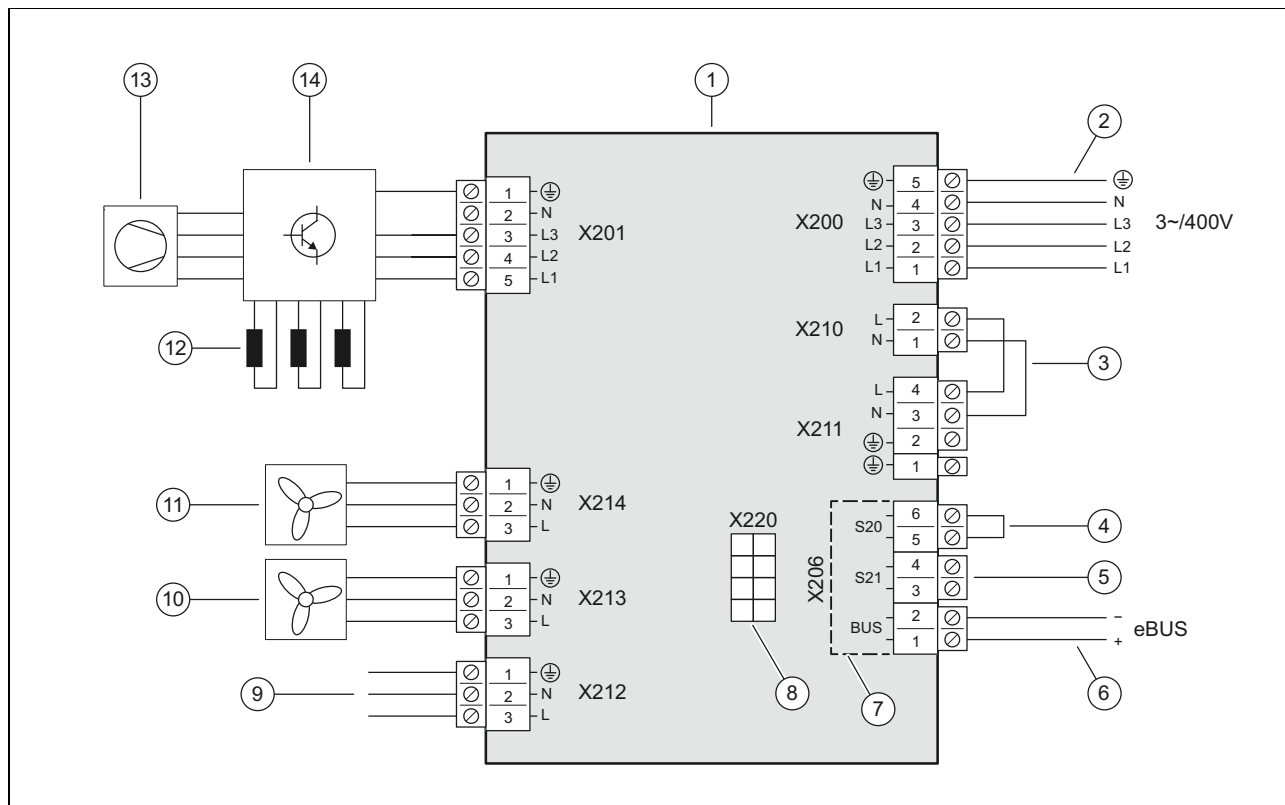 13
14
1
2
X201
1
2 N
3 L3
4 L2
5 L1
X200
5
N 4
L3 3
L2 2
L1 1
N
L3
L2
L1
3~/400V
X210
L 2
N 1
3
X211
L 4
N 3
2
1
12
11
X214
1
2 N
3 L
10
X213
1
2 N
3 L
9
X212
1
2 N
3 L
X220
8
X206
7
S20
6
5
4
S21
4
3
5
BUS
2
1
−
+
eBUS
6